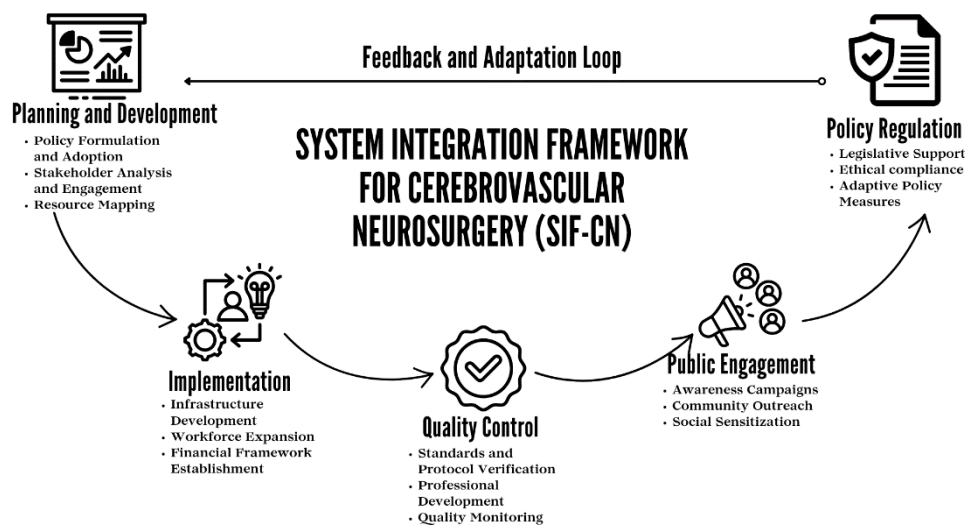 Feedback and Adaptation Loop
SYSTEM INTEGRATION FRAMEWORK
FOR CEREBROVASCULAR
NEUROSURGERY (SIF-CN)
Planning and Development
• Policy Formulation
and Adoption
• Stakeholder Analysis
and Engagement
• Resource Mapping
Implementation
• Infrastructure
Development
• Workforce Expansion
• Financial Framework
Establishment
Quality Control
• Standards and
Protocol Verification
• Professional
Development
• Quality Monitoring
Public Engagement
• Awareness Campaigns
• Community Outreach
• Social Sensitization
Policy Regulation
• Legislative Support
• Ethical compliance
• Adaptive Policy
Measures